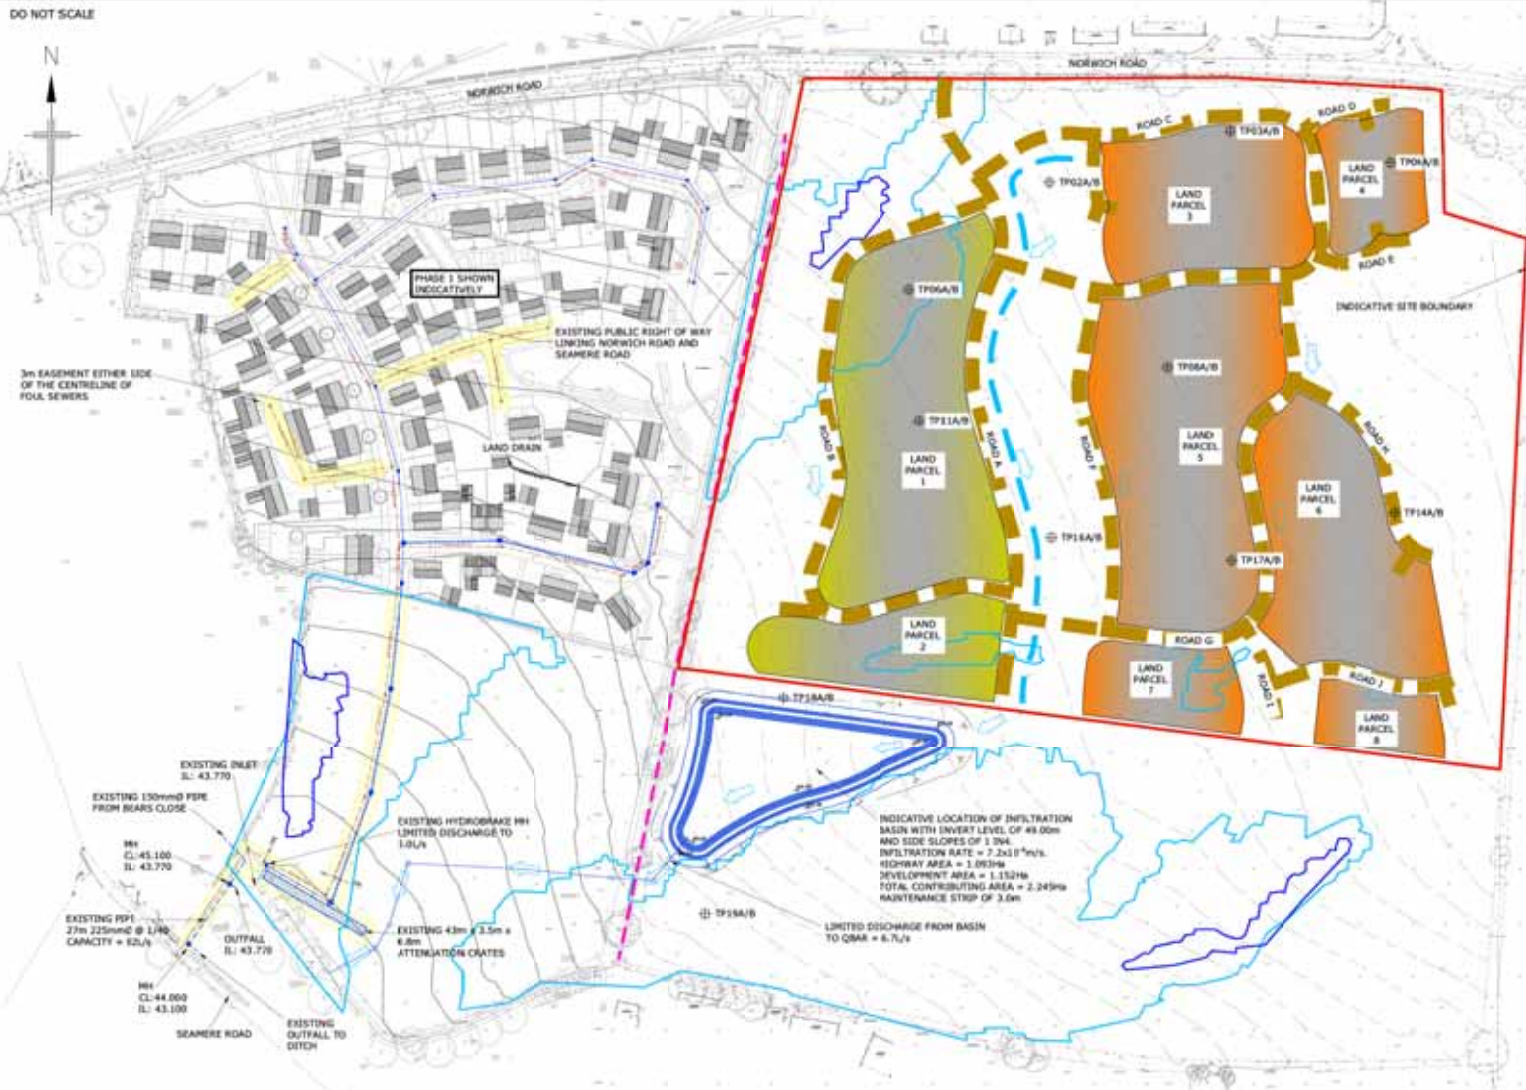 DO NOT SCALE
N
NORWICH ROAD
NORWICH ROAD
ROAD C
ROAD D
TP03A/B
TP04A/B
LAND
PARCEL
4
TP02A/B
LAND
PARCEL
3
ROAD E
PHASE 1 SHOWN
INDICATIVELY
TP06A/B
INDICATIVE SITE BOUNDARY
EXISTING PUBLIC RIGHT OF WAY
LINKING NORWICH ROAD AND
SEAMERE ROAD
3m EASEMENT EITHER SIDE
OF THE CENTRELINE OF
FOUL SEWERS
TP08A/B
TP11A/B
ROAD B
ROAD A
ROAD F
ROAD H
LAND DRAIN
LAND
PARCEL
1
LAND
PARCEL
5
LAND
PARCEL
6
TP14A/B
TP16A/B
TP17A/B
LAND
PARCEL
2
ROAD G
LAND
PARCEL
7
ROAD I
ROAD J
LAND
PARCEL
8
TP18A/B
EXISTING INLET
IL: 43.770
EXISTING 150mmØ PIPE
FROM BEARS CLOSE
EXISTING HYDROBRAKE MH
LIMITED DISCHARGE TO
1.0L/s
INDICATIVE LOCATION OF INFILTRATION
BASIN WITH INVERT LEVEL OF 49.00m
AND SIDE SLOPES OF 1 IN4.
INFILTRATION RATE = 7.2x10 m/s.
HIGHWAY AREA = 1.093Ha
DEVELOPMENT AREA = 1.152Ha
TOTAL CONTRIBUTING AREA = 2.245Ha
MAINTENANCE STRIP OF 3.0m
MH
CL:45.100
IL: 43.770
TP19A/B
LIMITED DISCHARGE FROM BASIN
TO QBAR = 6.7L/s
EXISTING PIPE
27m 225mmØ @ 1/40
CAPACITY = 82L/s
OUTFALL
IL: 43.770
EXISTING 43m x 3.5m x
0.8m
ATTENUATION CRATES
MH
CL:44.000
IL: 43.100
SEAMERE ROAD
EXISTING
OUTFALL TO
DITCH